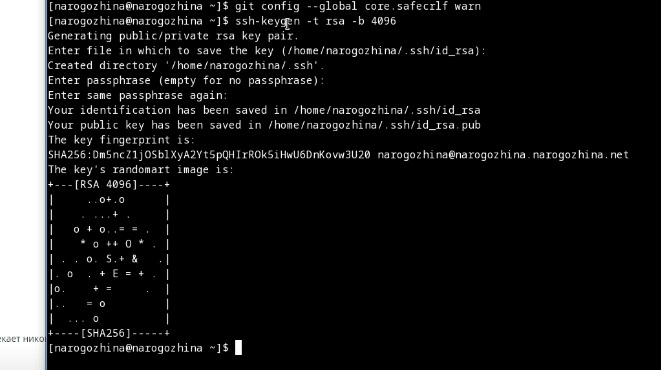 [narogozhina@narogozhina ~]$ git config --global core.safecrlf warn
[narogozhina@narogozhina ~]$ ssh-keygen -t rsa -b 4096
Generating public/private rsa key pair.
Enter file in which to save the key (/home/narogozhina/.ssh/id_rsa):
Created directory '/home/narogozhina/.ssh'.
Enter passphrase (empty for no passphrase):
Enter same passphrase again:
Your identification has been saved in /home/narogozhina/.ssh/id_rsa
Your public key has been saved in /home/narogozhina/.ssh/id_rsa.pub
The key fingerprint is:
SHA256:Dm5ncZ1jOSblXyA2Yt5pQHIrROk5iHwU6DnKovw3U20 narogozhina@narogozhina.narogozhina.net
The key's randomart image is:
+---[RSA 4096]----+
|     ..o+.o      |
|    . ...+ .     |
|   o + o..= = .  |
|    * o ++ O * . |
| . . o. S.+ &   .|
|. o  . + E = + . |
|o.    + =     .  |
|..   = o         |
|  ... o          |
+----[SHA256]-----+
екает нико
[narogozhina@narogozhina ~]$